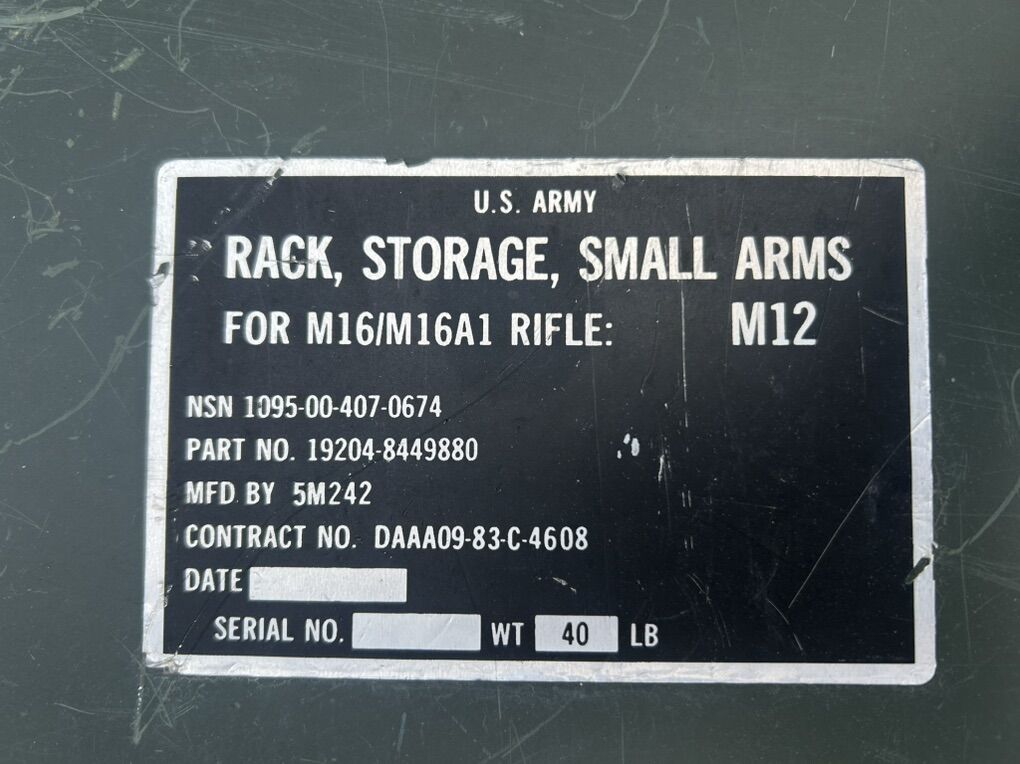 U.S. ARMY
RACK, STORAGE, SMALL ARMS
FOR M16/M16A1 RIFLE: M12
NSN 1095-00-407-0674
PART NO. 19204-8449880
MFD BY 5M242
CONTRACT NO. DAAA09-83-C-4608
DATE
SERIAL NO. WT 40 LB